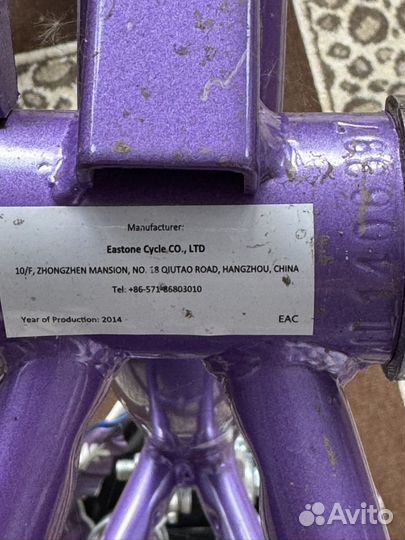 Manufacturer:
Eastone Cycle,CO., LTD
10/F, ZHONGZHEN MANSION, NO. 18 QIUTAO ROAD, HANGZHOU, CHINA
Tel: +86-571-86803010
Year of Production: 2014
EAC
Avito